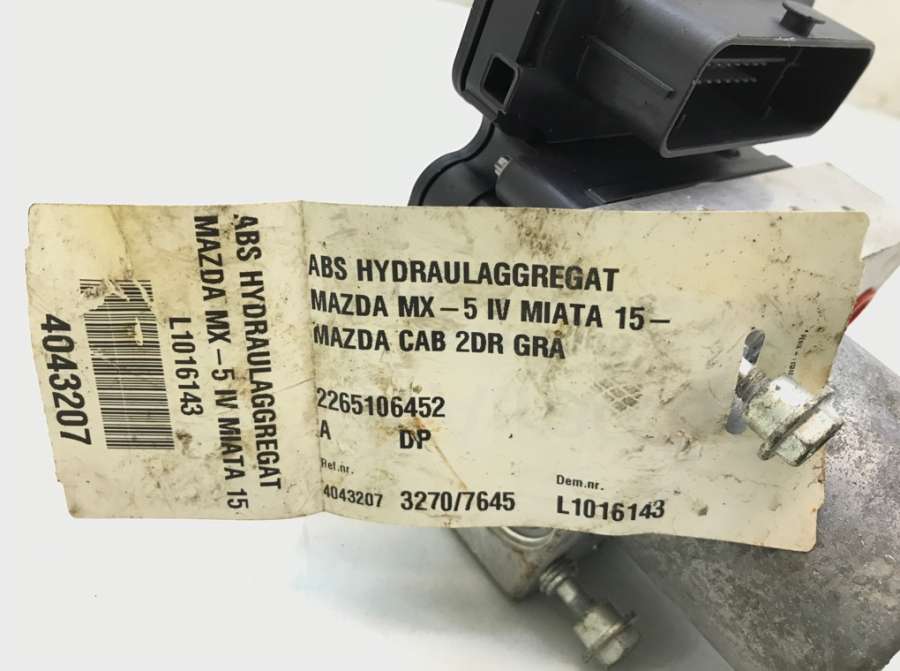 ABS HYDRAULAGGREGAT
MAZDA MX-5 IV MIATA 15
L1016143
4043207
ABS HYDRAULAGGREGAT
MAZDA MX-5 IV MIATA 15-
MAZDA CAB 2DR GRA
2265106452
A DP
Ref.nr.
4043207 3270/7645
Dem.nr.
L1016143